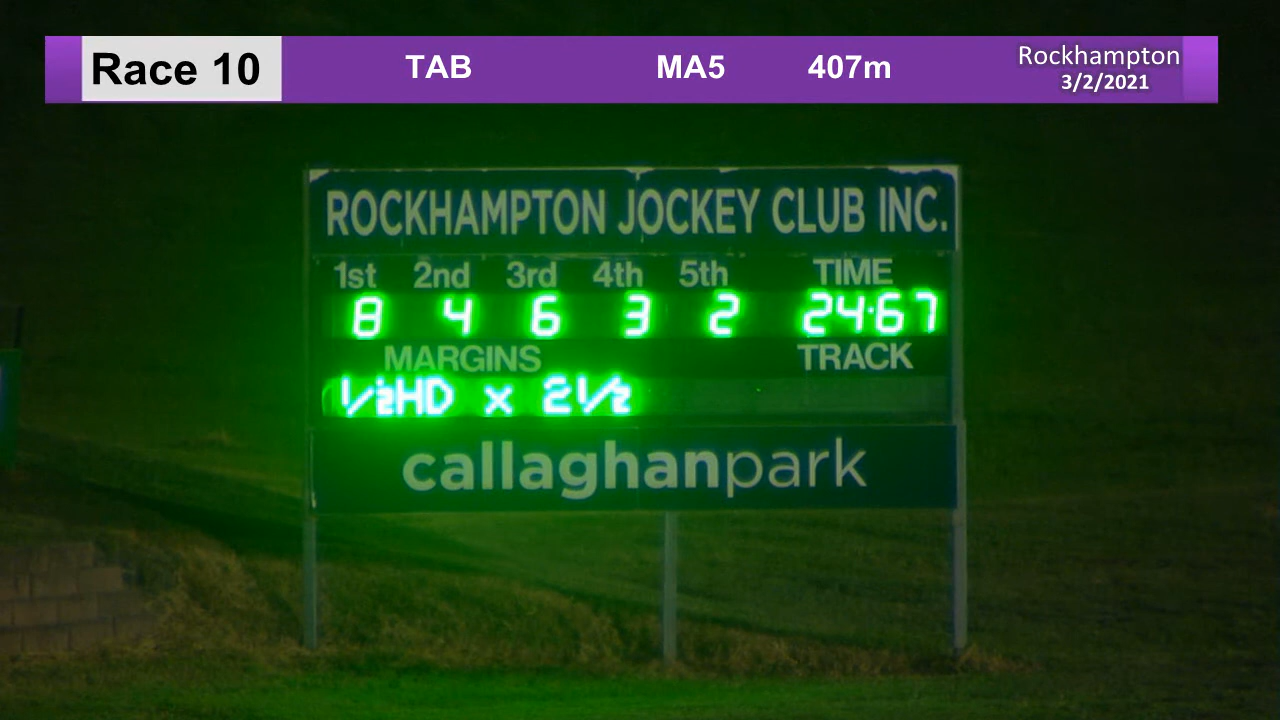 Race 10 TAB MA5 407m Rockhampton
3/2/2021
ROCKHAMPTON JOCKEY CLUB INC.
1st 2nd 3rd 4th 5th TIME
8 4 6 3 2 24·67
MARGINS TRACK
½HD x 2½
callaghanpark